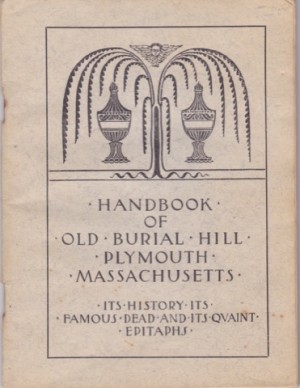 · HANDBOOK ·
OF
· OLD · BURIAL · HILL ·
· PLYMOUTH ·
· MASSACHUSETTS ·
· ITS · HISTORY · ITS ·
· FAMOUS · DEAD · AND · ITS · QVAINT ·
· EPITAPHS ·